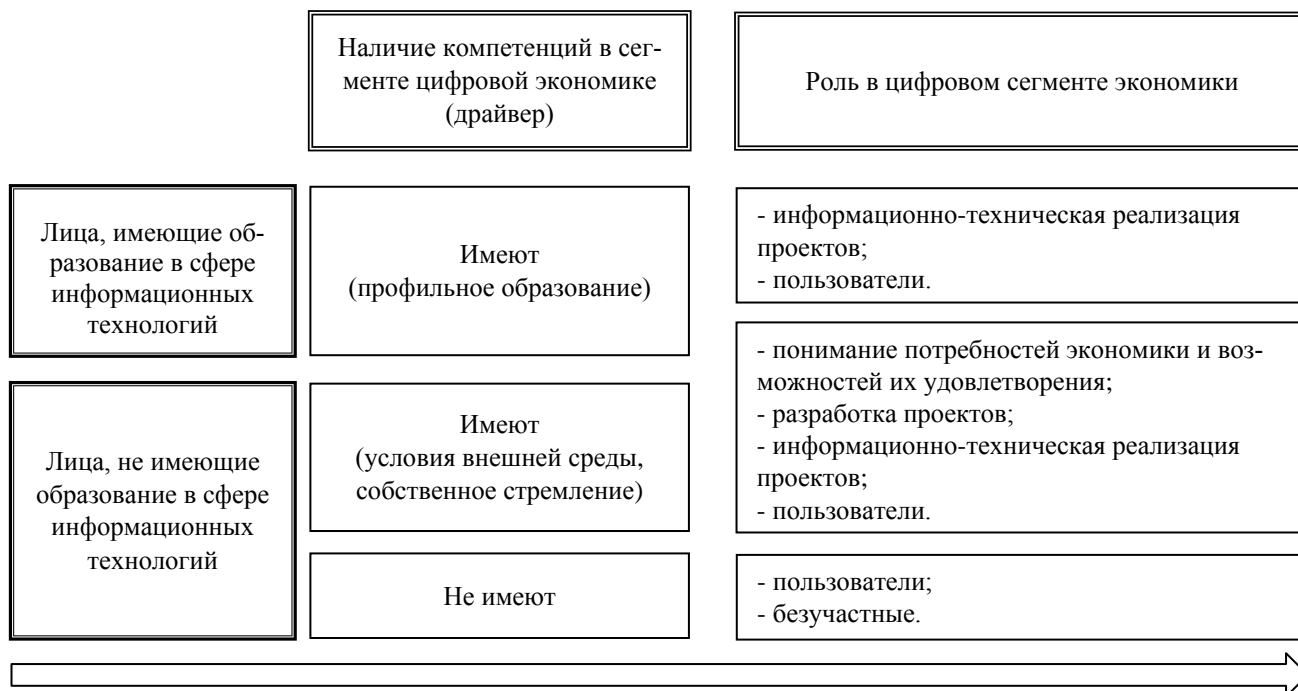 Наличие компетенций в сег-
менте цифровой экономике
(драйвер)
Роль в цифровом сегменте экономики
Лица, имеющие об-
разование в сфере
информационных
технологий
Имеют
(профильное образование)
- информационно-техническая реализация
проектов;
- пользователи.
Лица, не имеющие
образование в сфере
информационных
технологий
Имеют
(условия внешней среды,
собственное стремление)
- понимание потребностей экономики и воз-
можностей их удовлетворения;
- разработка проектов;
- информационно-техническая реализация
проектов;
- пользователи.
Не имеют
- пользователи;
- безучастные.